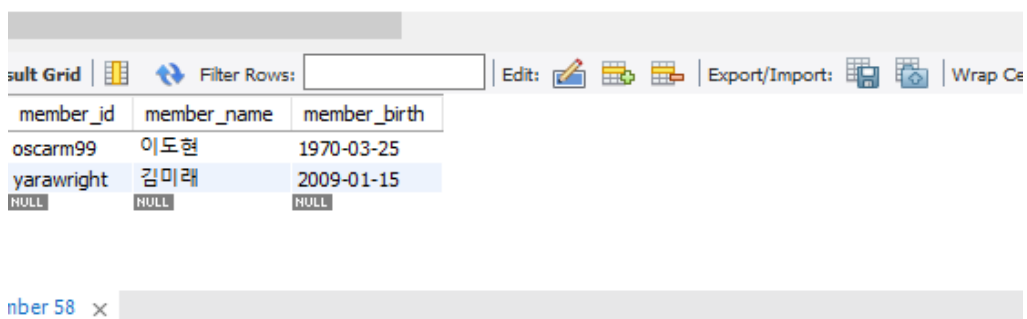 sult Grid Filter Rows: Edit: Export/Import: Wrap Ce
member_id member_name member_birth
oscarm99 이도현 1970-03-25
yarawright 김미래 2009-01-15
NULL NULL NULL
mber 58 ×